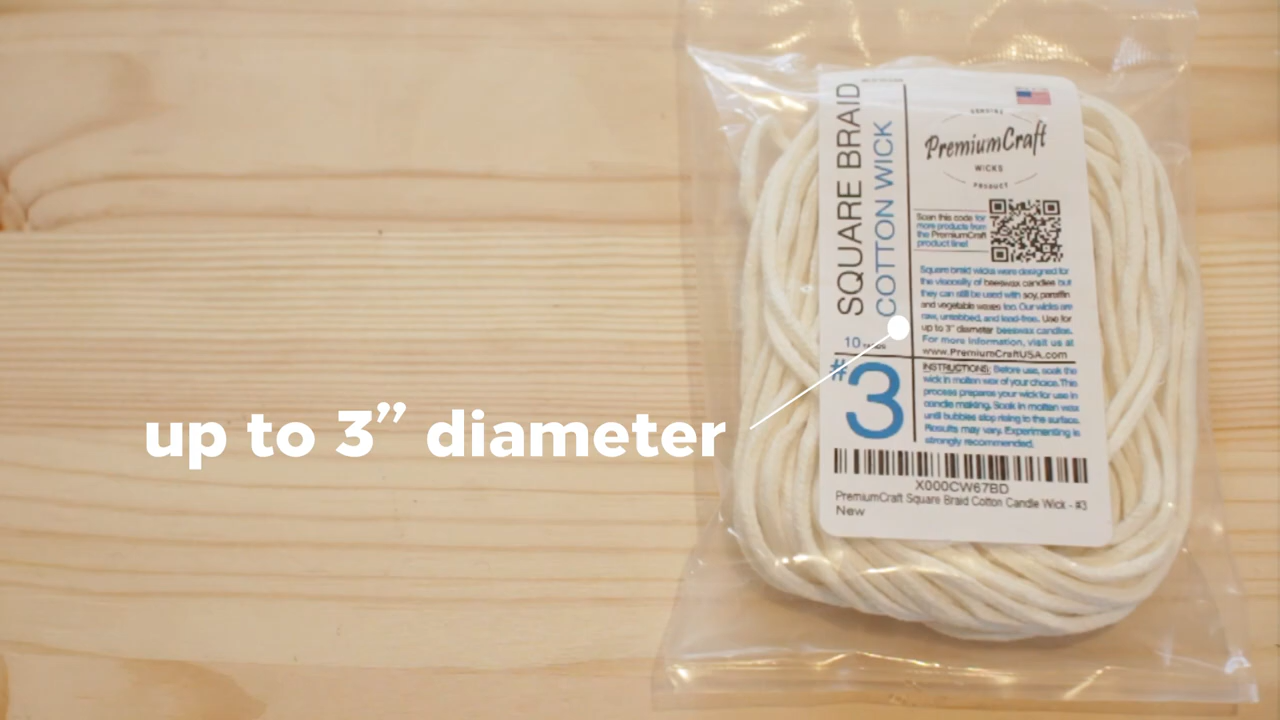 up to 3” diameter
SQUARE BRAID
COTTON WICK
10
#3
GENUINE
PremiumCraft
WICKS
PRODUCT
Scan this code for
more products from
the PremiumCraft
product line!
Square braid wicks were designed for
the viscosity of beeswax candles but
they can still be used with soy, paraffin
and vegetable waxes too. Our wicks are
raw, untabbed, and lead-free. Use for
up to 3" diameter beeswax candles.
For more information, visit us at
www.PremiumCraftUSA.com
INSTRUCTIONS: Before use, soak the
wick in molten wax of your choice. This
process prepares your wick for use in
candle making. Soak in molten wax
until bubbles stop rising to the surface.
Results may vary. Experimenting is
strongly recommended.
X000CW67BD
PremiumCraft Square Braid Cotton Candle Wick - #3
New